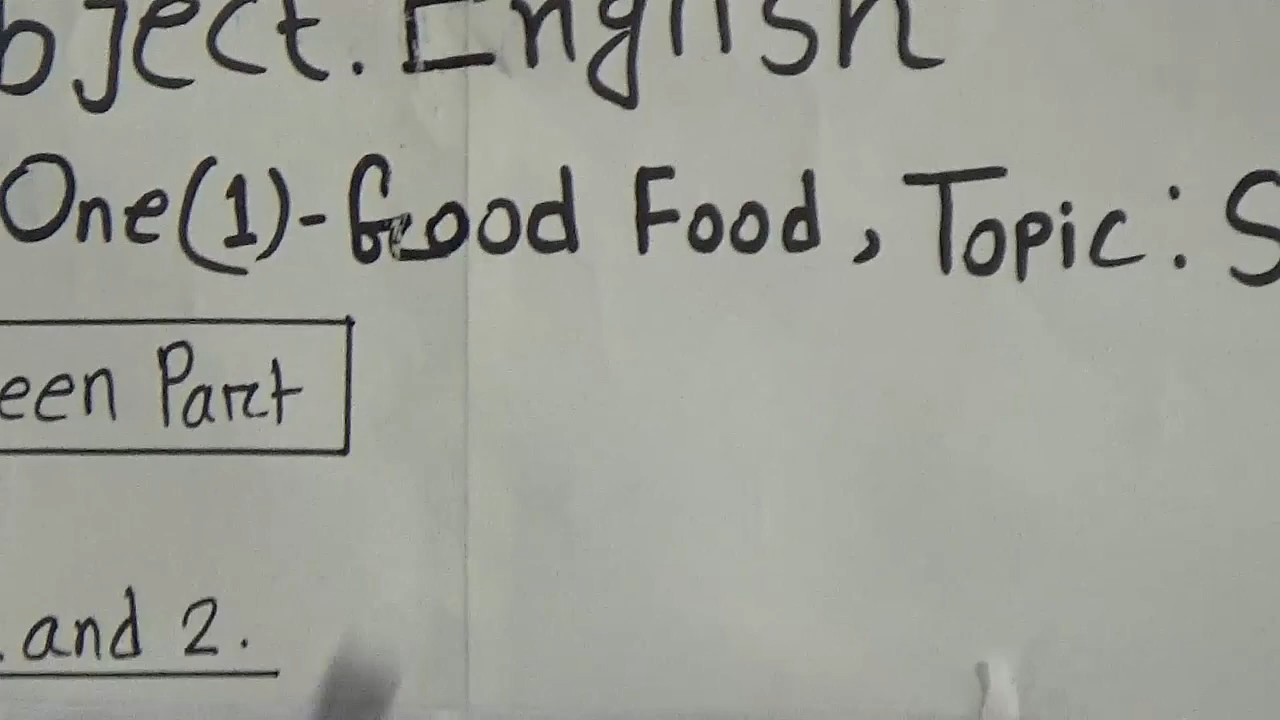 bject. English
One(1)-Good Food, Topic: S
een Part
. and 2.